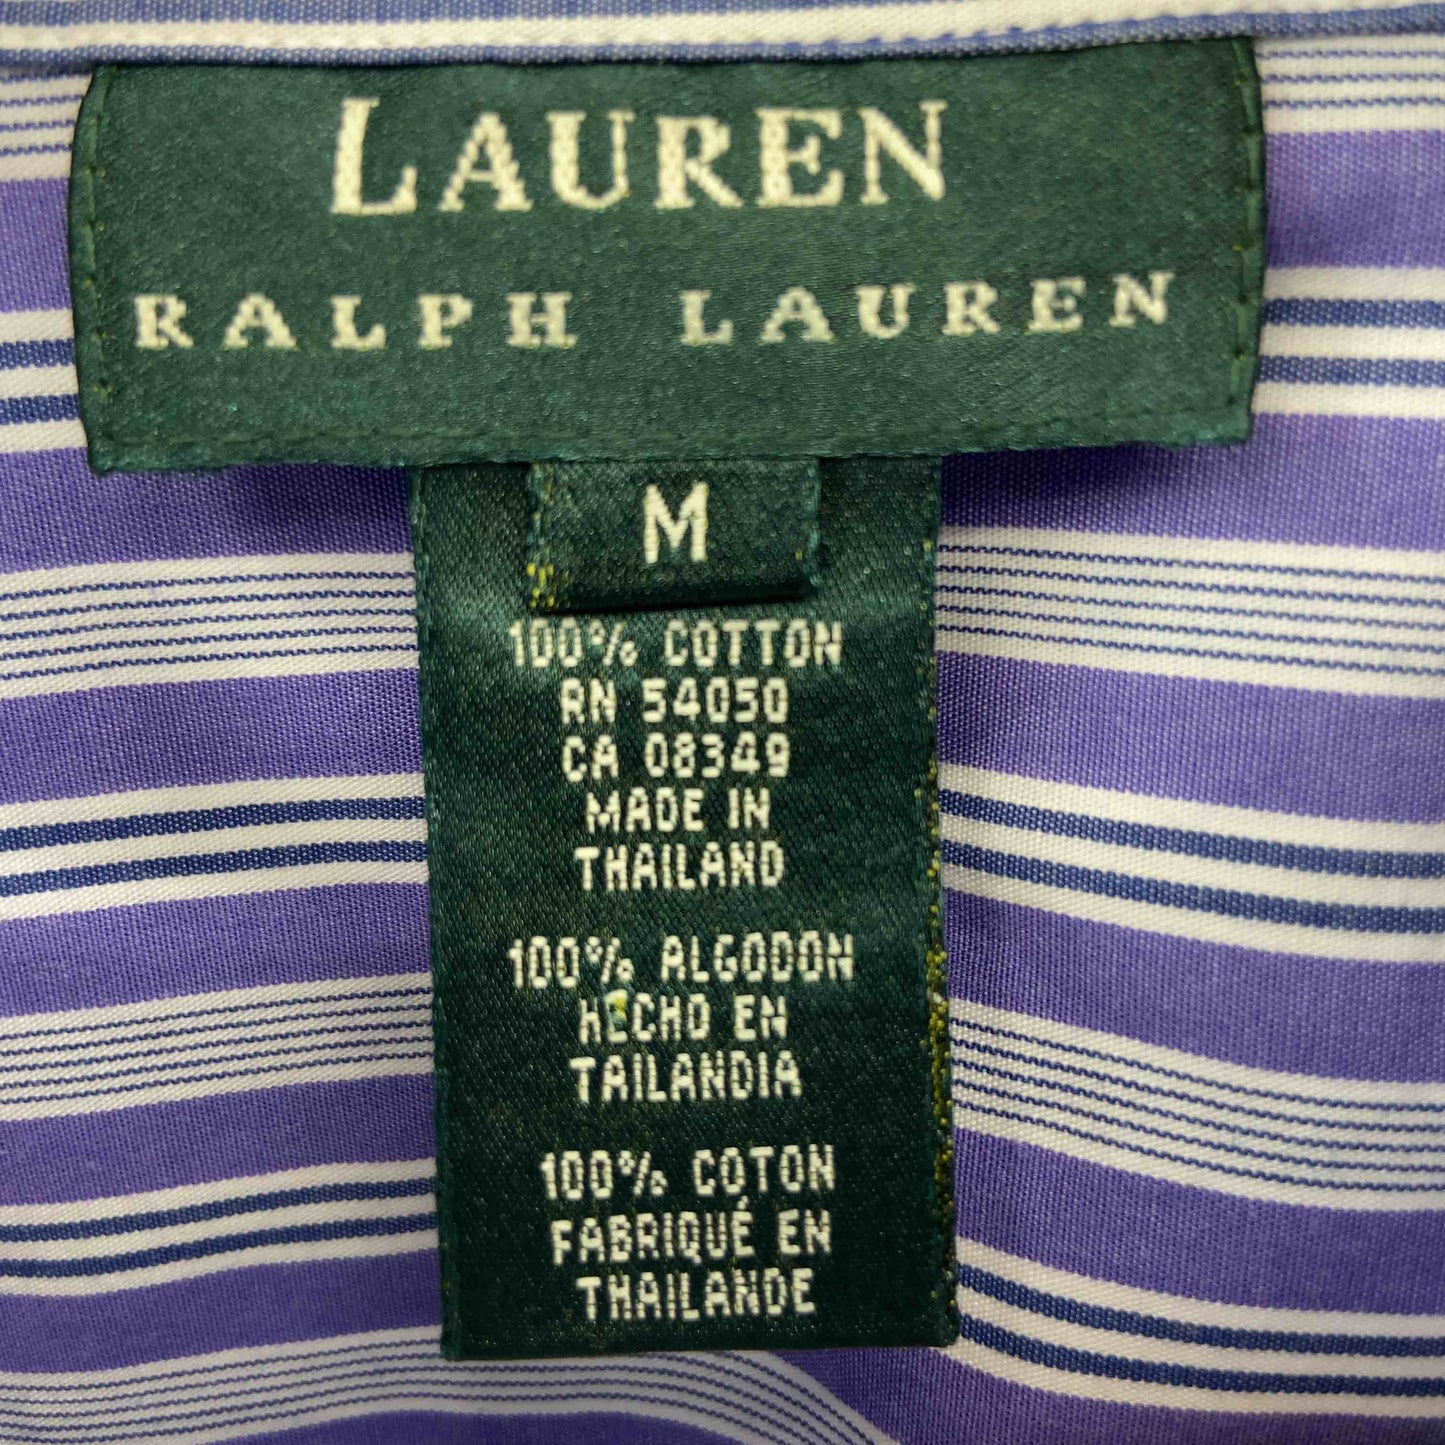 LAUREN
RALPH LAUREN
M
100% COTTON
RN 54050
CA 08349
MADE IN
THAILAND
100% ALGODON
HECHO EN
TAILANDIA
100% COTON
FABRIQUÉ EN
THAILANDE